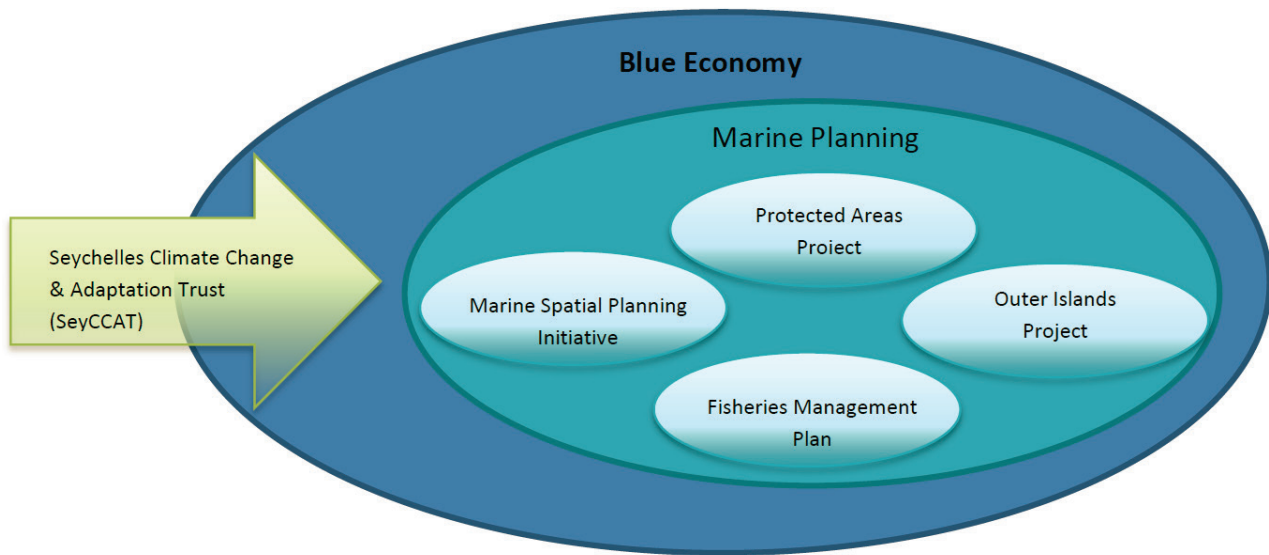 Blue Economy
Marine Planning
Protected Areas
Project
Seychelles Climate Change
& Adaptation Trust
(SeyCCAT)
Marine Spatial Planning
Initiative
Outer Islands
Project
Fisheries Management
Plan